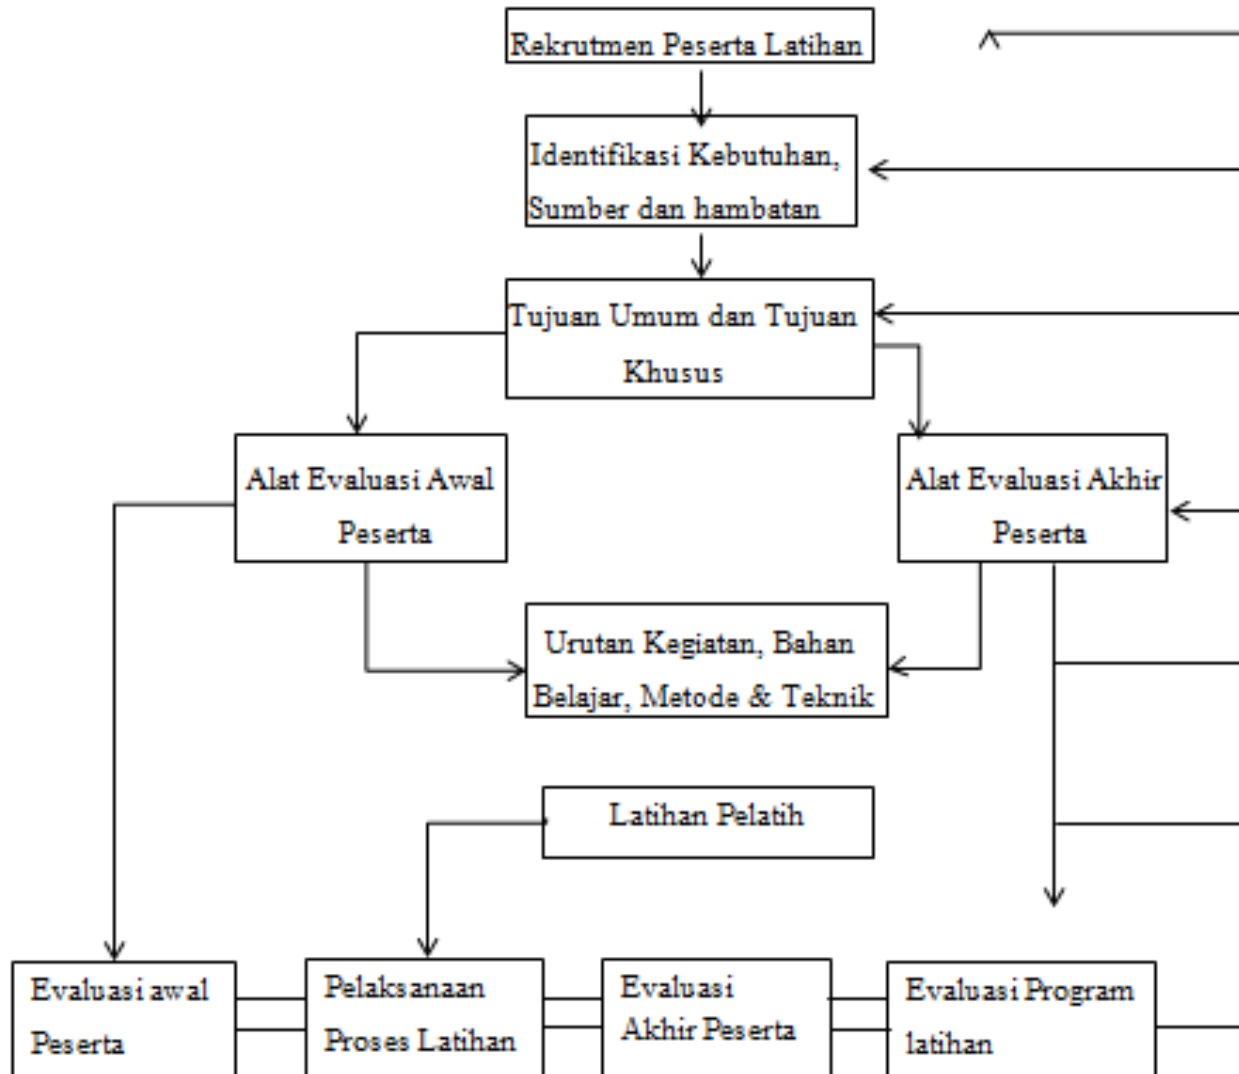 Rekrutmen Peserta Latihan
Identifikasi Kebutuhan,
Sumber dan hambatan
Tujuan Umum dan Tujuan
Khusus
Alat Evaluasi Awal
Peserta
Alat Evaluasi Akhir
Peserta
Urutan Kegiatan, Bahan
Belajar, Metode & Teknik
Latihan Pelatih
Evaluasi awal
Peserta
Pelaksanaan
Proses Latihan
Evaluasi
Akhir Peserta
Evaluasi Program
latihan